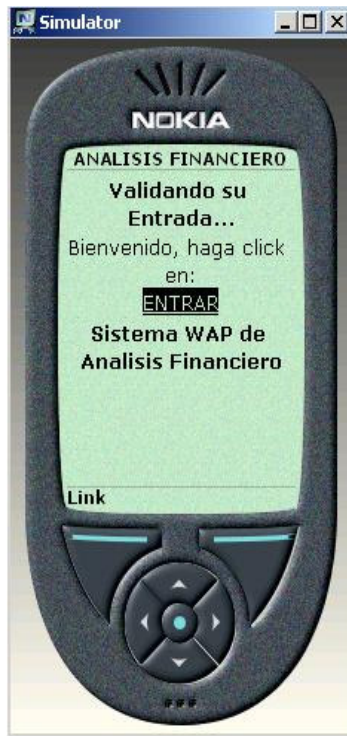 Simulator
NOKIA
ANALISIS FINANCIERO
Validando su
Entrada...
Bienvenido, haga click
en:
ENTRAR
Sistema WAP de
Analisis Financiero
Link